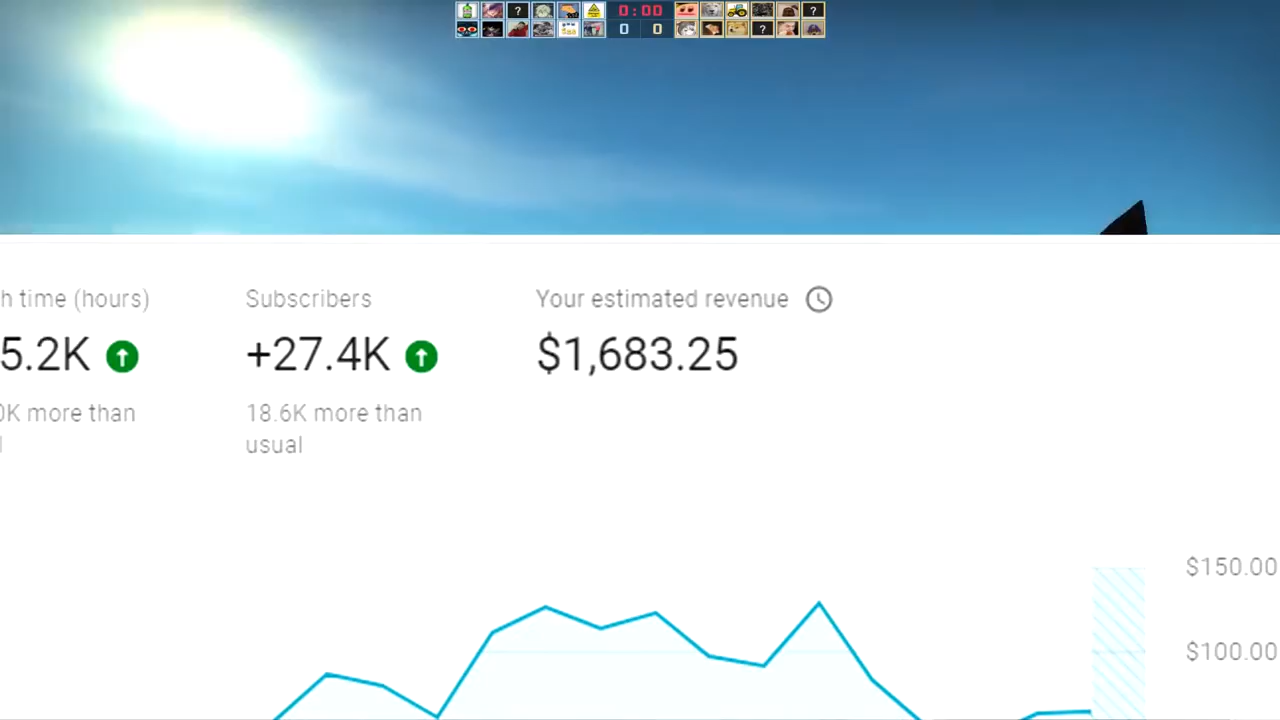 0:00
0 0
h time (hours)
5.2K
0K more than
Subscribers
+27.4K
18.6K more than
usual
Your estimated revenue
$1,683.25
$150.00
$100.00